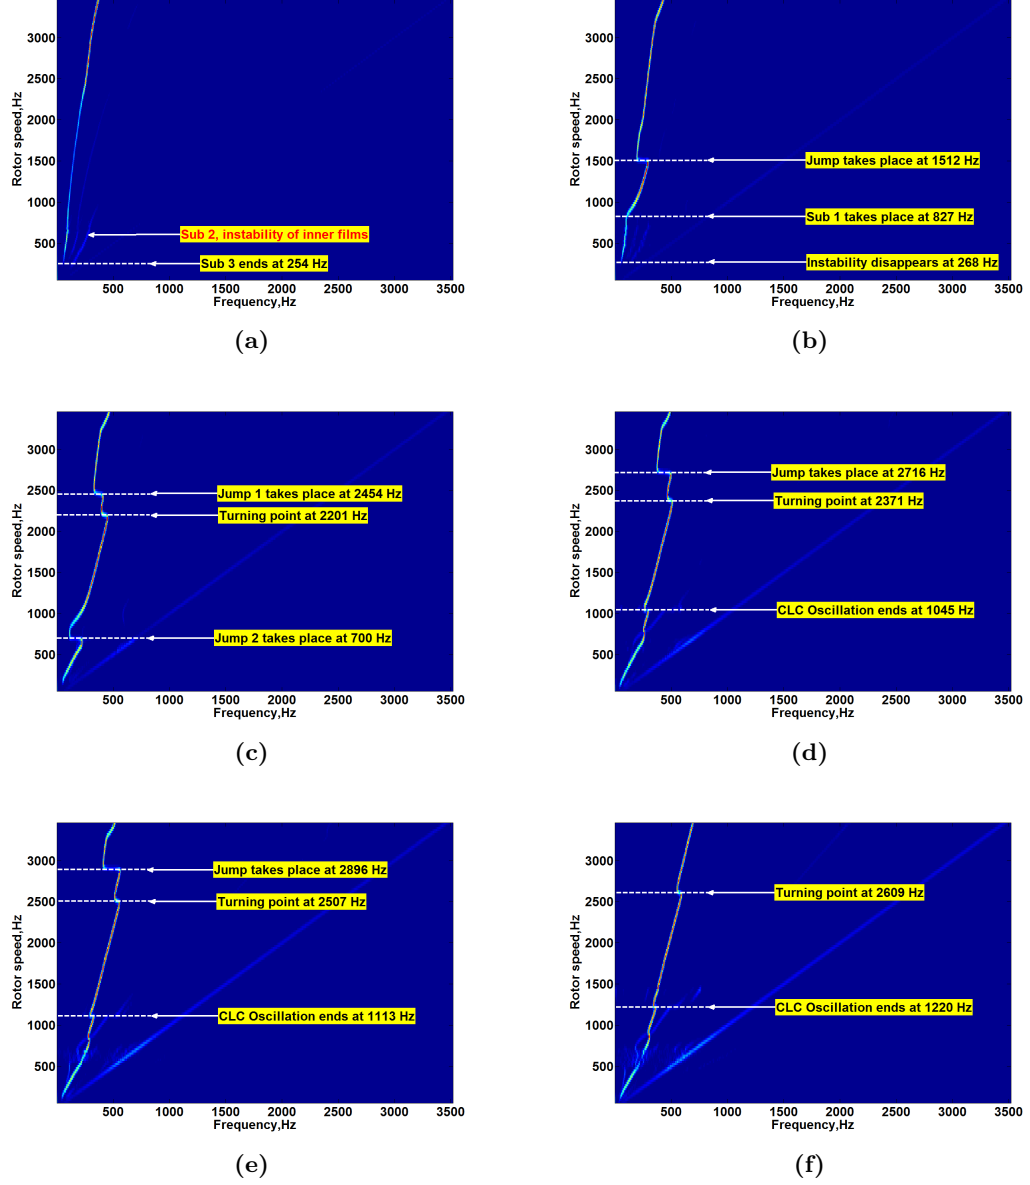 3000
2500
2000
1500
1000
500
Rotor speed,Hz
Sub 2, instability of inner films
Sub 3 ends at 254 Hz
500 1000 1500 2000 2500 3000 3500
Frequency,Hz
(a)
3000
2500
2000
1500
1000
500
Rotor speed,Hz
Jump takes place at 1512 Hz
Sub 1 takes place at 827 Hz
Instability disappears at 268 Hz
500 1000 1500 2000 2500 3000 3500
Frequency,Hz
(b)
3000
2500
2000
1500
1000
500
Rotor speed,Hz
Jump 1 takes place at 2454 Hz
Turning point at 2201 Hz
Jump 2 takes place at 700 Hz
500 1000 1500 2000 2500 3000 3500
Frequency,Hz
(c)
3000
2500
2000
1500
1000
500
Rotor speed,Hz
Jump takes place at 2716 Hz
Turning point at 2371 Hz
CLC Oscillation ends at 1045 Hz
500 1000 1500 2000 2500 3000 3500
Frequency,Hz
(d)
3000
2500
2000
1500
1000
500
Rotor speed,Hz
Jump takes place at 2896 Hz
Turning point at 2507 Hz
CLC Oscillation ends at 1113 Hz
500 1000 1500 2000 2500 3000 3500
Frequency,Hz
(e)
3000
2500
2000
1500
1000
500
Rotor speed,Hz
Turning point at 2609 Hz
CLC Oscillation ends at 1220 Hz
500 1000 1500 2000 2500 3000 3500
Frequency,Hz
(f)